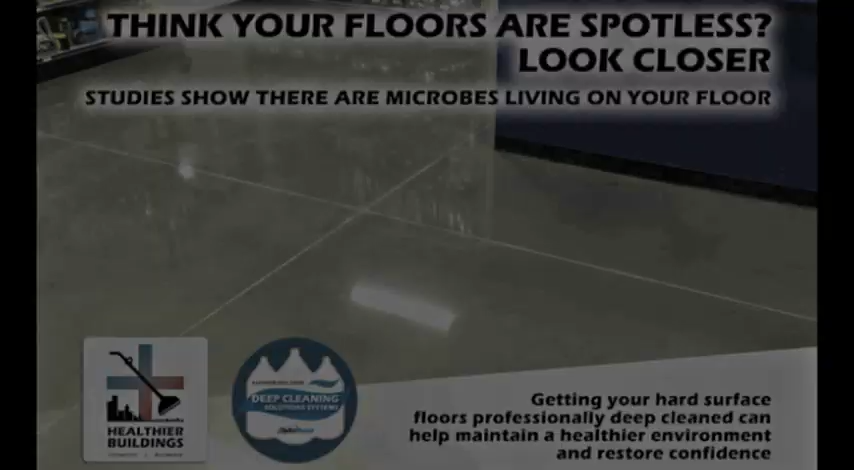 THINK YOUR FLOORS ARE SPOTLESS?
LOOK CLOSER
STUDIES SHOW THERE ARE MICROBES LIVING ON YOUR FLOOR
HEALTHIER
BUILDINGS
DEEP CLEANING
SOLUTIONS SYSTEMS
Getting your hard surface
floors professionally deep cleaned can
help maintain a healthier environment
and restore confidence